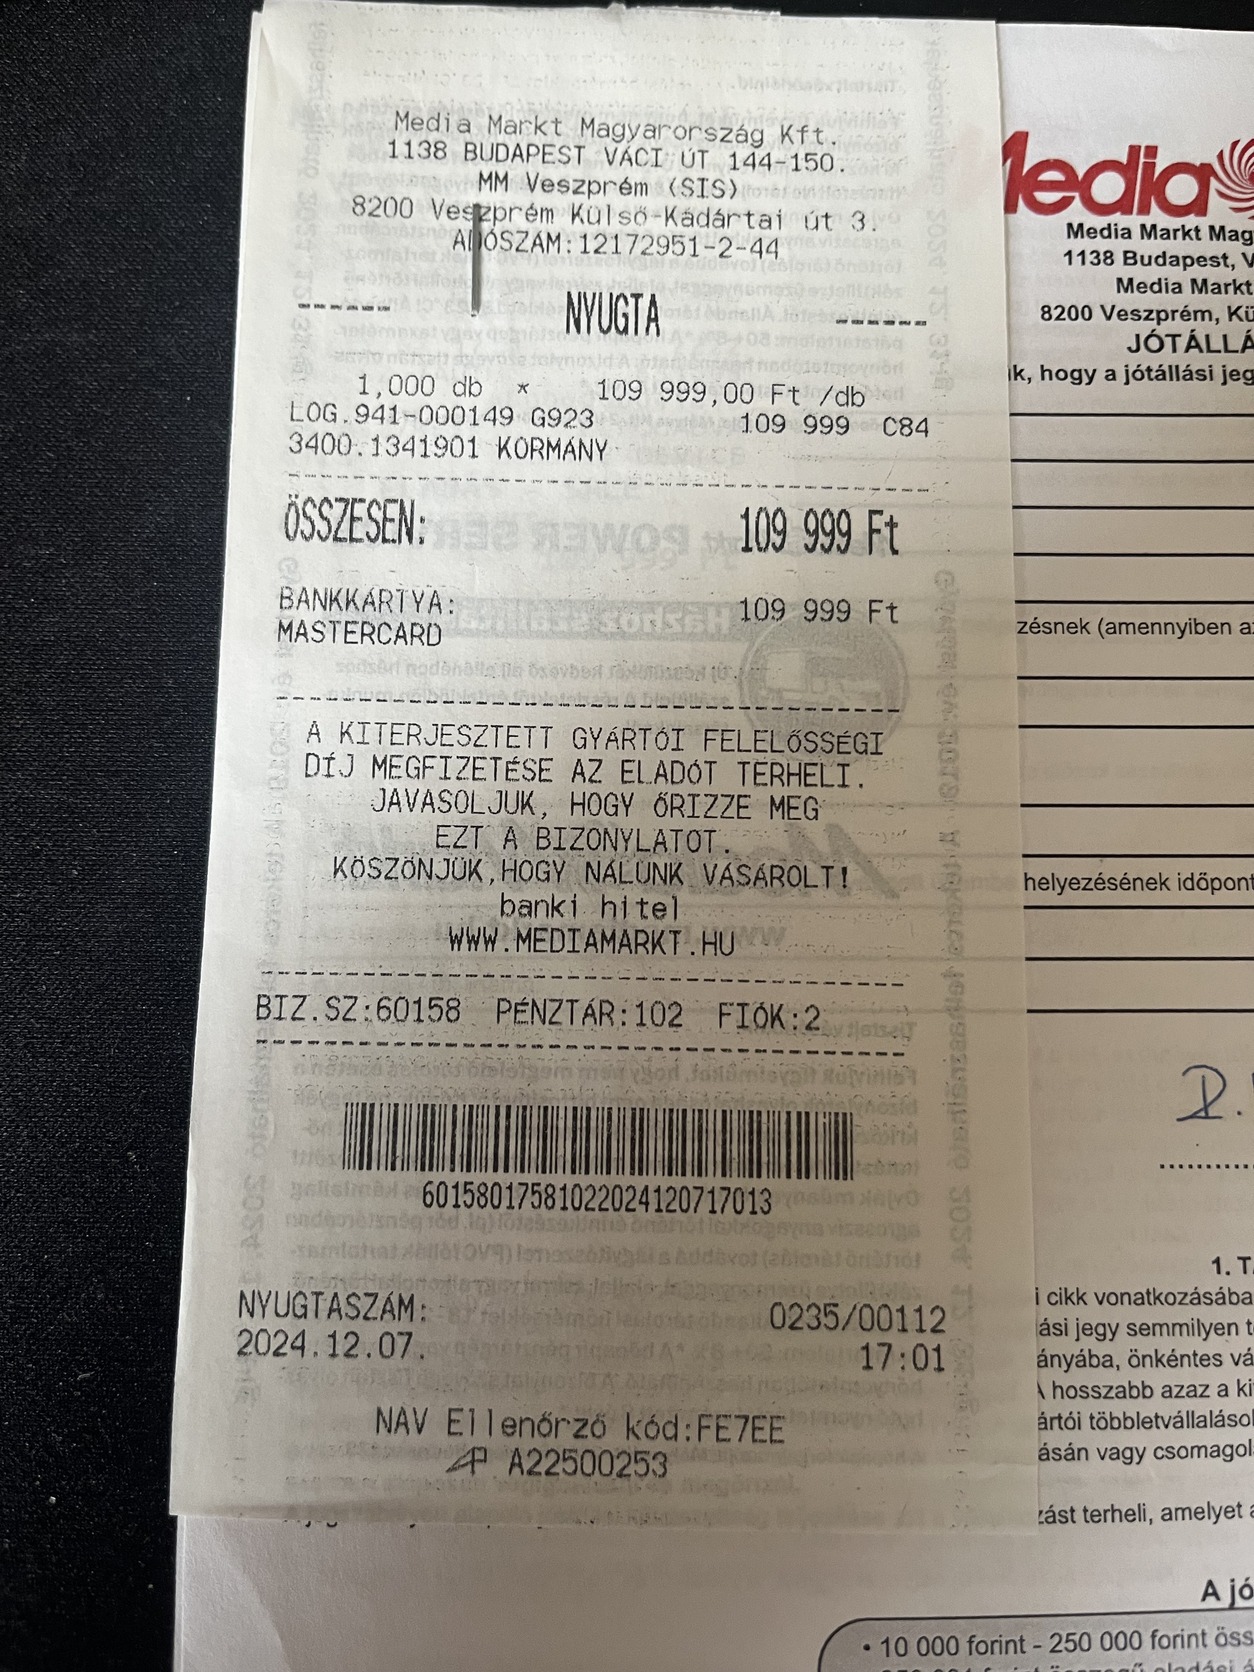 Media Markt Magyarország Kft.
1138 BUDAPEST VÁCI ÚT 144-150.
MM Veszprém (SIS)
8200 Veszprém Külső-Kádártai út 3.
ADÓSZÁM:12172951-2-44
NYUGTA
1,000 db * 109 999,00 Ft /db
LOG.941-000149 G923 109 999 C84
3400.1341901 KORMÁNY
ÖSSZESEN: 109 999 Ft
BANKKÁRTYA: 109 999 Ft
MASTERCARD
A KITERJESZTETT GYÁRTÓI FELELŐSSÉGI
DÍJ MEGFIZETÉSE AZ ELADÓT TERHELI.
JAVASOLJUK, HOGY ŐRIZZE MEG
EZT A BIZONYLATOT.
KÖSZÖNJÜK,HOGY NÁLUNK VÁSÁROLT!
banki hitel
WWW.MEDIAMARKT.HU
BIZ.SZ:60158 PÉNZTÁR:102 FIÓK:2
6015801758102202412071​7013
NYUGTASZÁM: 0235/00112
2024.12.07. 17:01
NAV Ellenőrző kód:FE7EE
AP A22500253
Media
Media Markt Mag
1138 Budapest, V
Media Markt
8200 Veszprém, Kü
JÓTÁLLÁ
k, hogy a jótállási jeg
zésnek (amennyiben az
helyezésének időpont
D.
1. T
i cikk vonatkozásába
ási jegy semmilyen t
ányába, önkéntes vá
A hosszabb azaz a ki
ártói többletvállaláso
ásán vagy csomagol
zást terheli, amelyet a
A jó
• 10 000 forint - 250 000 forint öss